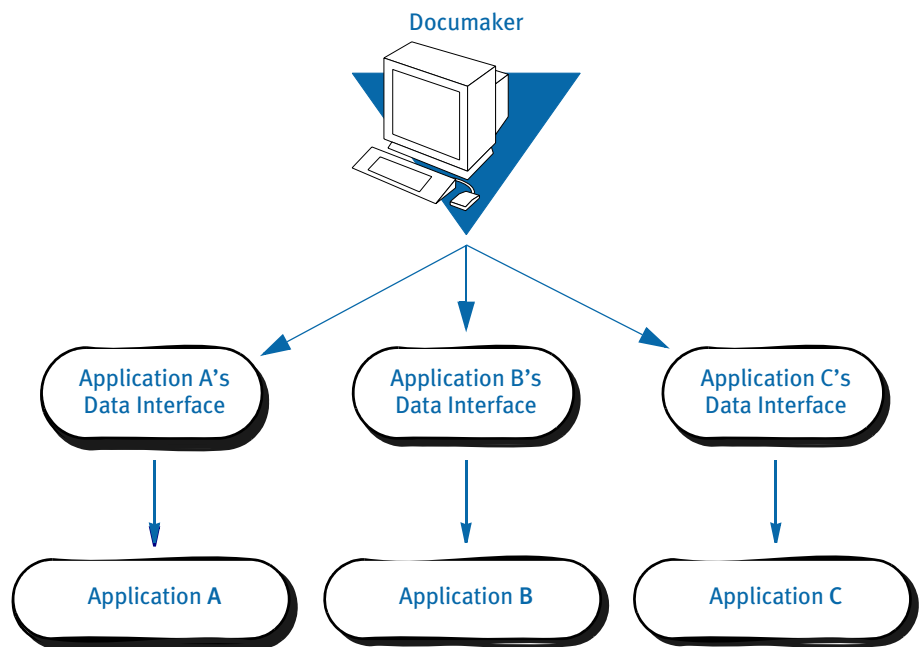 Documaker
Application A’s
Data Interface
Application B’s
Data Interface
Application C’s
Data Interface
Application A
Application B
Application C